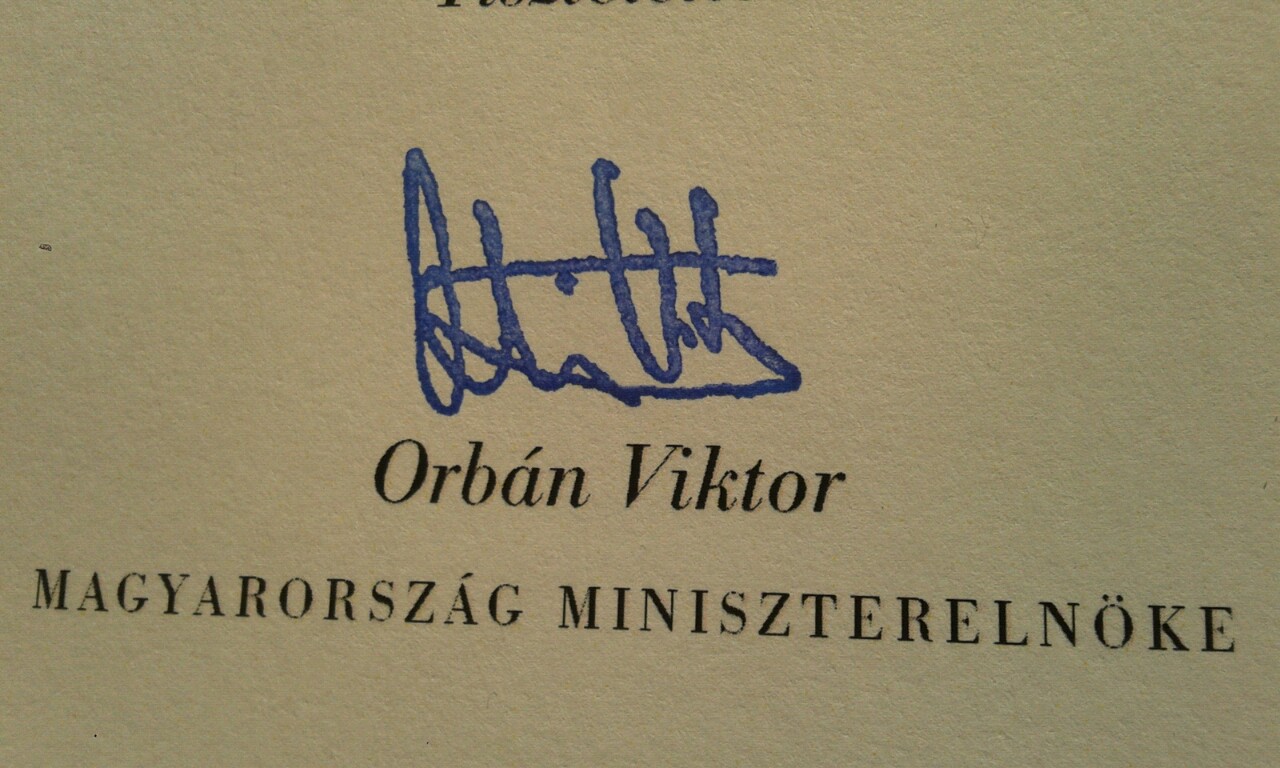 Orbán Viktor
MAGYARORSZÁG MINISZTERELNÖKE